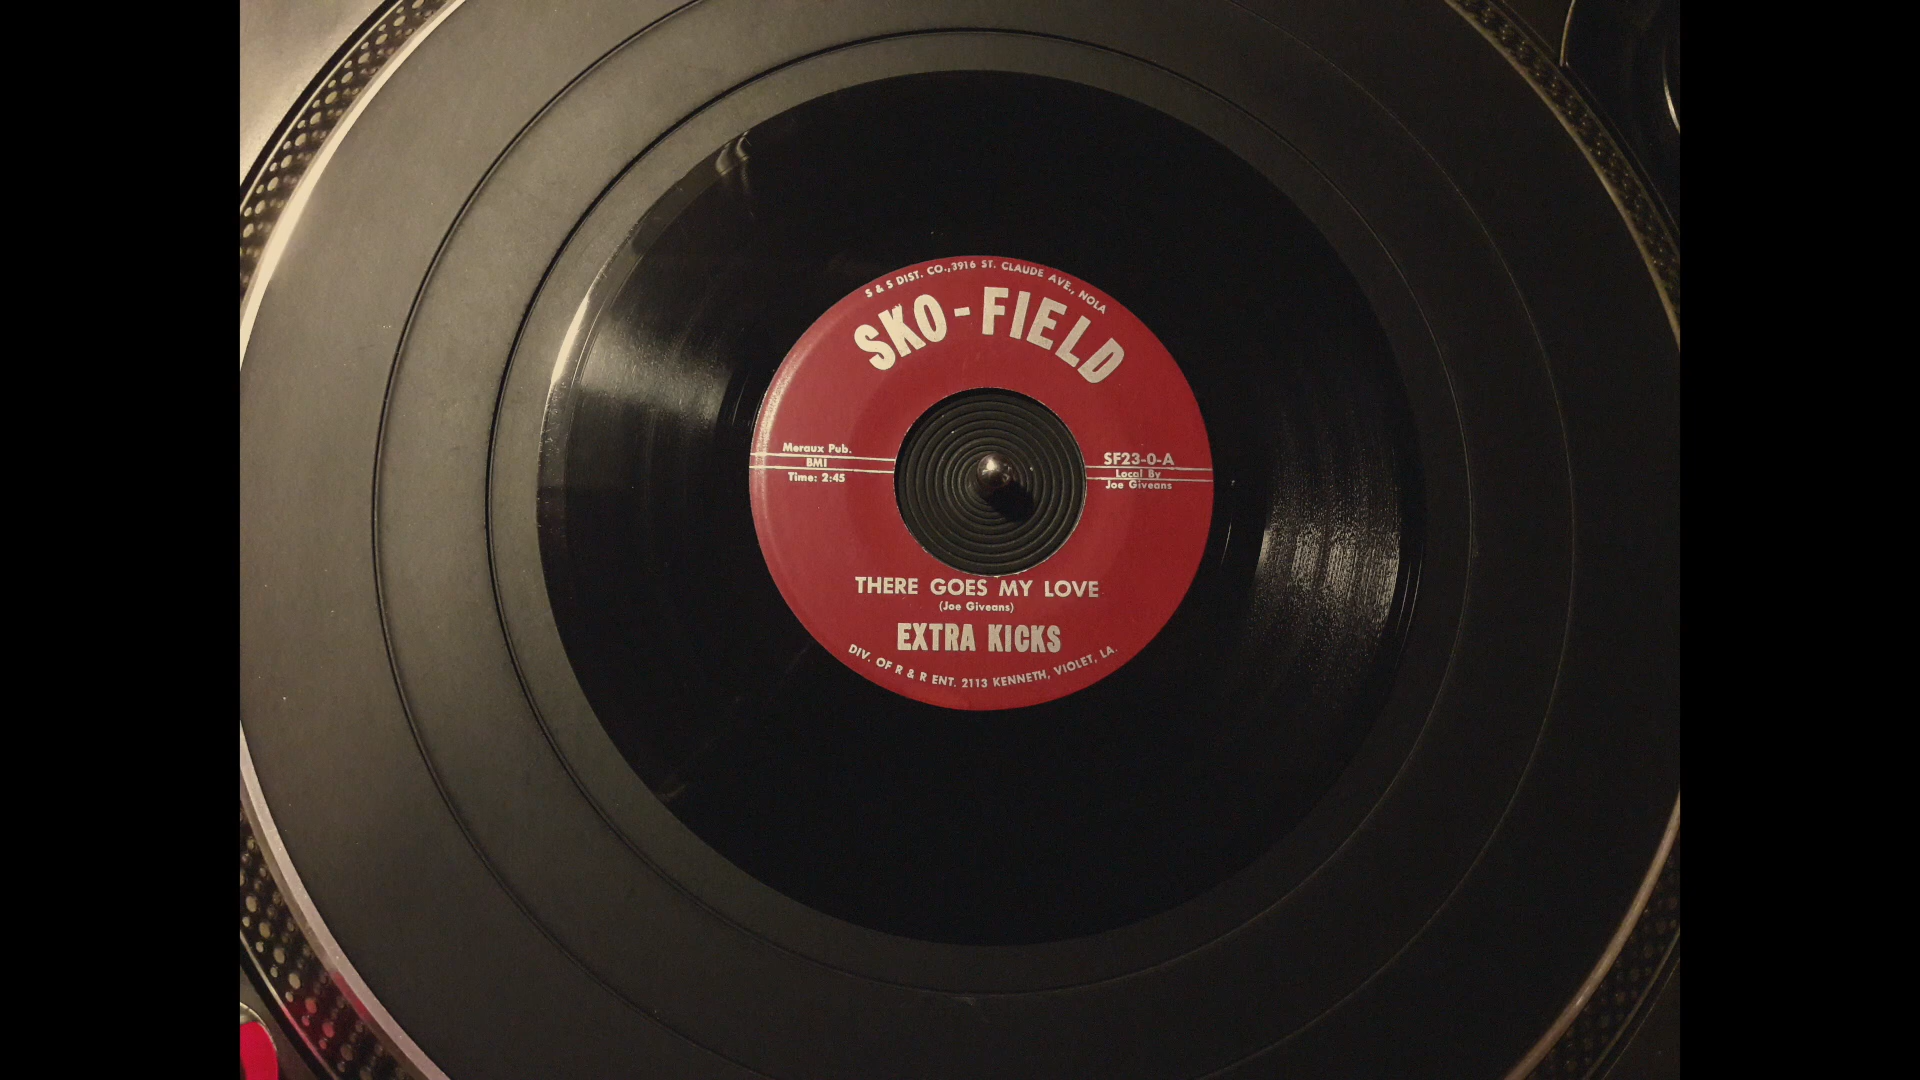 S & S DIST. CO., 3916 ST. CLAUDE AVE., NOLA
SKO-FIELD
Meraux Pub.
BMI
Time: 2:45
SF23-0-A
Local By
Joe Giveans
THERE GOES MY LOVE
(Joe Giveans)
EXTRA KICKS
DIV. OF R & R ENT. 2113 KENNETH, VIOLET, LA.